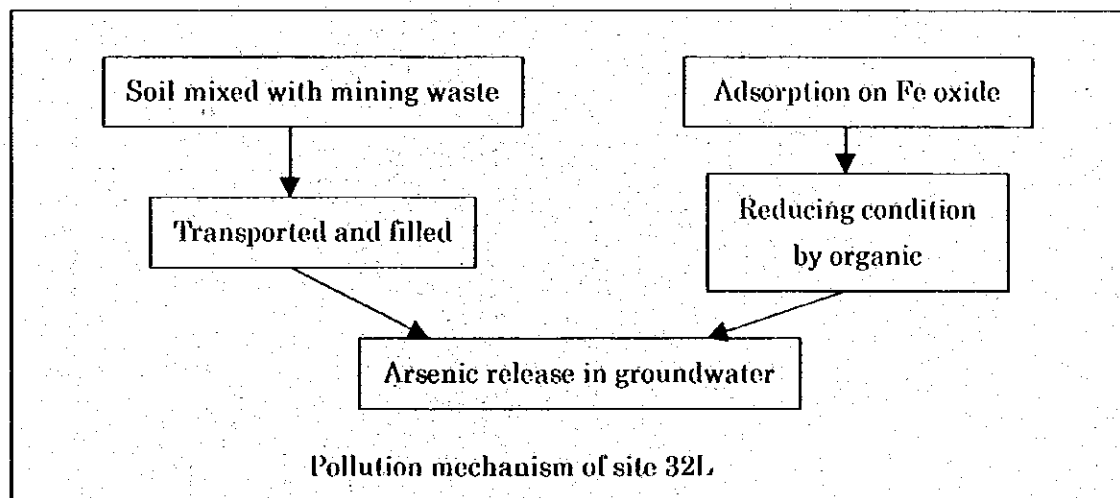 Soil mixed with mining waste
Adsorption on Fe oxide
Transported and filled
Reducing condition
by organic
Arsenic release in groundwater
Pollution mechanism of site 32L